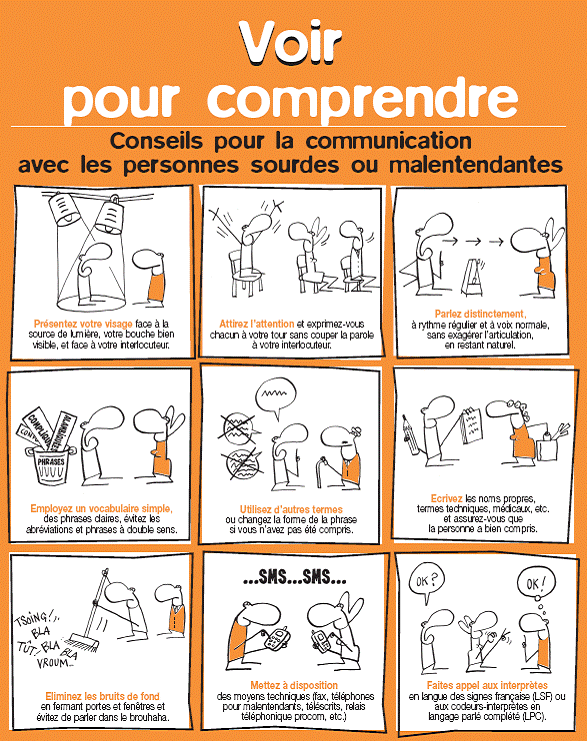 Voir
pour comprendre
Conseils pour la communication
avec les personnes sourdes ou malentendantes
Présentez votre visage face à la
source de lumière, votre bouche bien
visible, et face à votre interlocuteur.
Attirez l'attention et exprimez-vous
chacun à votre tour sans couper la parole
à votre interlocuteur.
Parlez distinctement,
à rythme régulier et à voix normale,
sans exagérer l'articulation,
en restant naturel.
COMPLIQUÉ
PHRASES
Employez un vocabulaire simple,
des phrases claires, évitez les
abréviations et phrases à double sens.
Utilisez d'autres termes
ou changez la forme de la phrase
si vous n'avez pas été compris.
Ecrivez les noms propres,
termes techniques, médicaux, etc.
et assurez-vous que
la personne a bien compris.
TSOING!
BLA
TÛT! BLA BLA
VROUM...
Eliminez les bruits de fond
en fermant portes et fenêtres et
évitez de parler dans le brouhaha.
...SMS...SMS...
Mettez à disposition
des moyens techniques (fax, téléphones
pour malentendants, téléscrits, relais
téléphonique procom, etc.)
OK?
OK!
Faites appel aux interprètes
en langue des signes française (LSF) ou
aux codeurs-interprètes en
langage parlé complété (LPC).